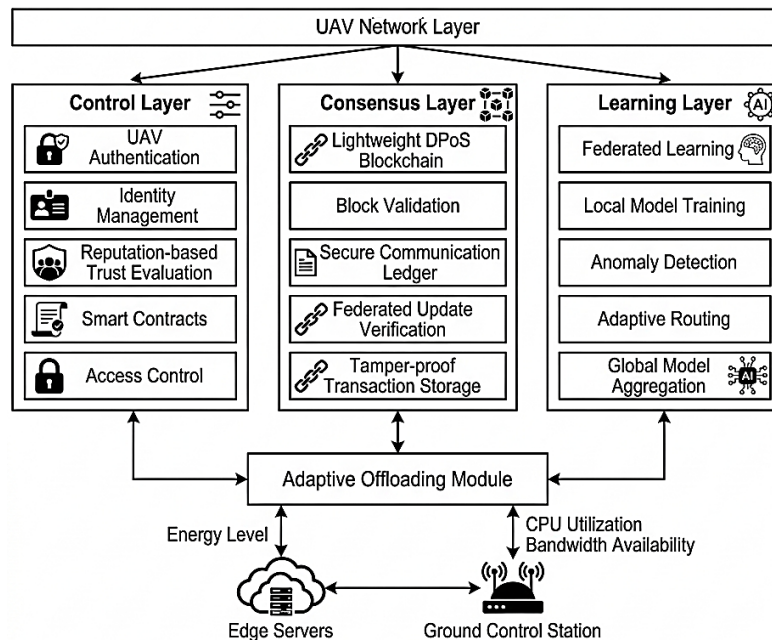 UAV Network Layer
Control Layer
UAV
Authentication
Identity
Management
Reputation-based
Trust Evaluation
Smart Contracts
Access Control
Consensus Layer
Lightweight DPoS
Blockchain
Block Validation
Secure Communication
Ledger
Federated Update
Verification
Tamper-proof
Transaction Storage
Learning Layer
AI
Federated Learning
Local Model Training
Anomaly Detection
Adaptive Routing
Global Model
Aggregation
AI
Adaptive Offloading Module
Energy Level
CPU Utilization
Bandwidth Availability
Edge Servers
Ground Control Station